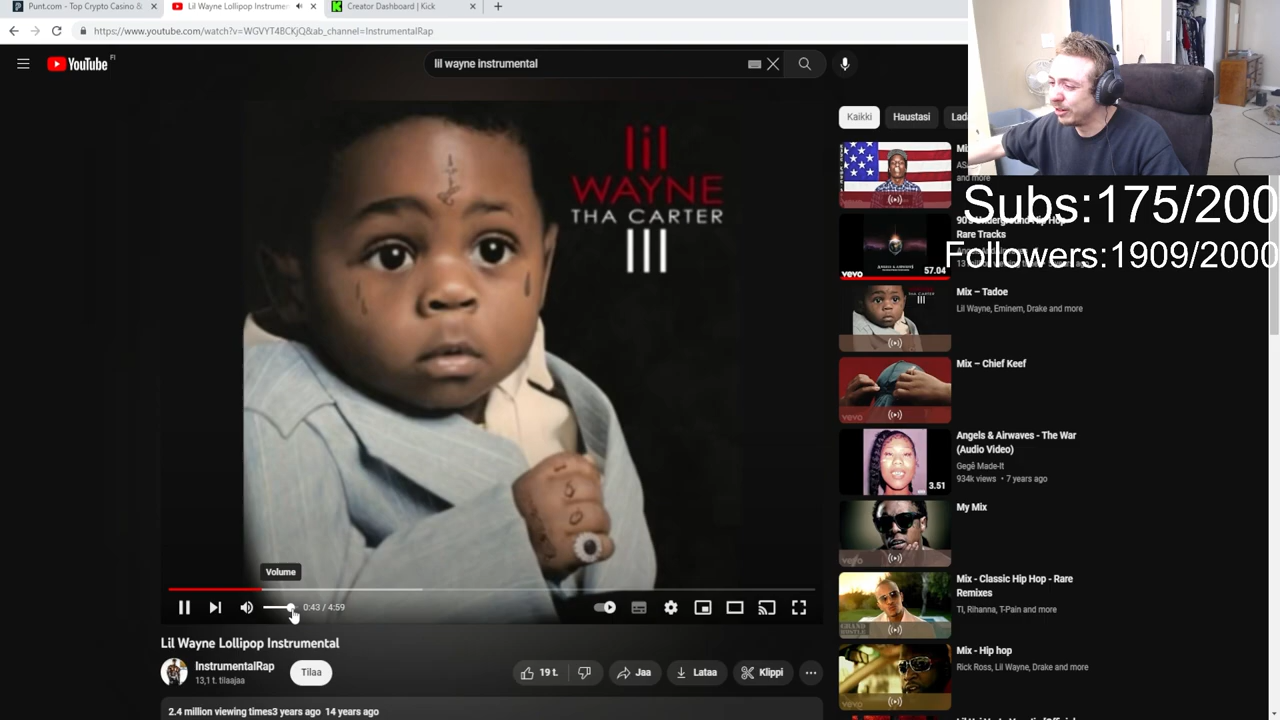 Punt.com - Top Crypto Casino &
Lil Wayne Lollipop Instrumen
Creator Dashboard | Kick
https://www.youtube.com/watch?v=WGVYT4BCKjQ&ab_channel=InstrumentalRap
YouTube FI
lil wayne instrumental
lil
WAYNE
THA CARTER
III
Volume
0:43 / 4:59
Lil Wayne Lollipop Instrumental
InstrumentalRap
13,1 t. tilaajaa
Tilaa
19 t.
Jaa
Lataa
Klippi
2.4 million viewing times3 years ago 14 years ago
Kaikki
Haustasi
Subs:175/200
Followers:1909/2000
and more
Rare Tracks
vevo
57.04
Mix – Tadoe
Lil Wayne, Eminem, Drake and more
Mix – Chief Keef
vevo
Angels & Airwaves - The War
(Audio Video)
Gegê Made-It
934k views • 7 years ago
3.51
My Mix
Mix - Classic Hip Hop - Rare
Remixes
TI, Rihanna, T-Pain and more
Mix - Hip hop
Rick Ross, Lil Wayne, Drake and more
vevo